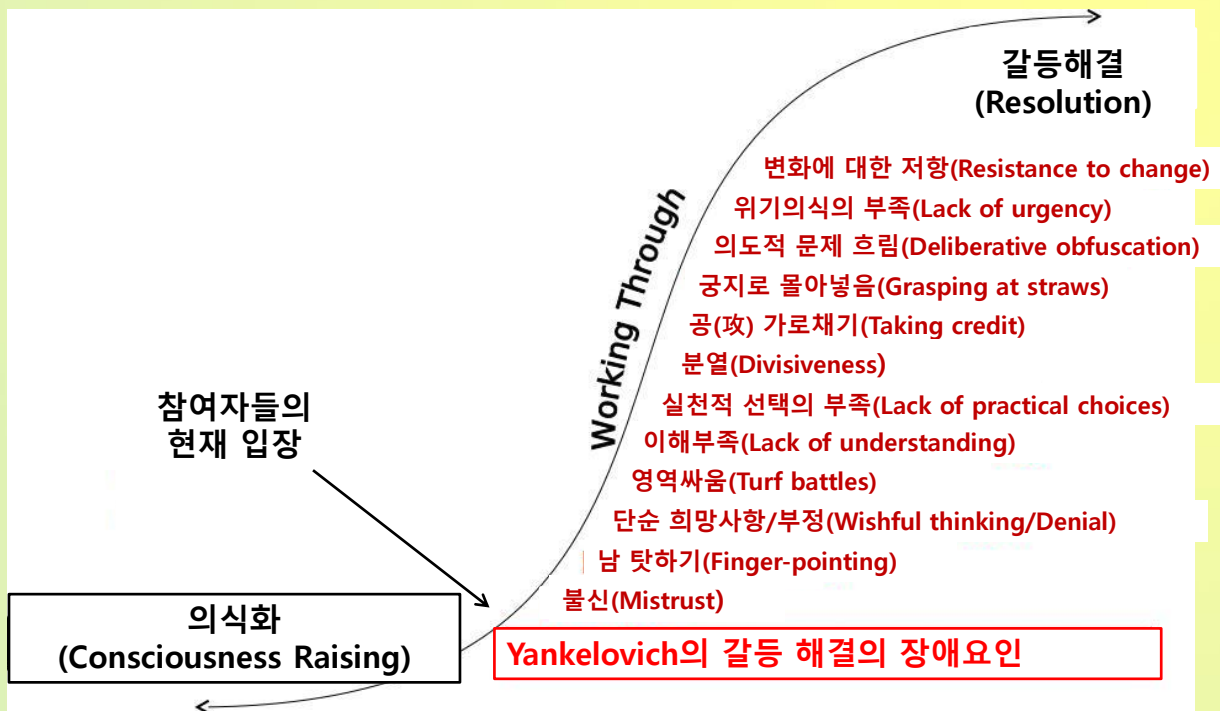 갈등해결
(Resolution)
변화에 대한 저항(Resistance to change)
위기의식의 부족(Lack of urgency)
의도적 문제 흐림(Deliberative obfuscation)
궁지로 몰아넣음(Grasping at straws)
공(攻) 가로채기(Taking credit)
분열(Divisiveness)
실천적 선택의 부족(Lack of practical choices)
이해부족(Lack of understanding)
영역싸움(Turf battles)
단순 희망사항/부정(Wishful thinking/Denial)
남 탓하기(Finger-pointing)
불신(Mistrust)
Working Through
참여자들의
현재 입장
의식화
(Consciousness Raising)
Yankelovich의 갈등 해결의 장애요인